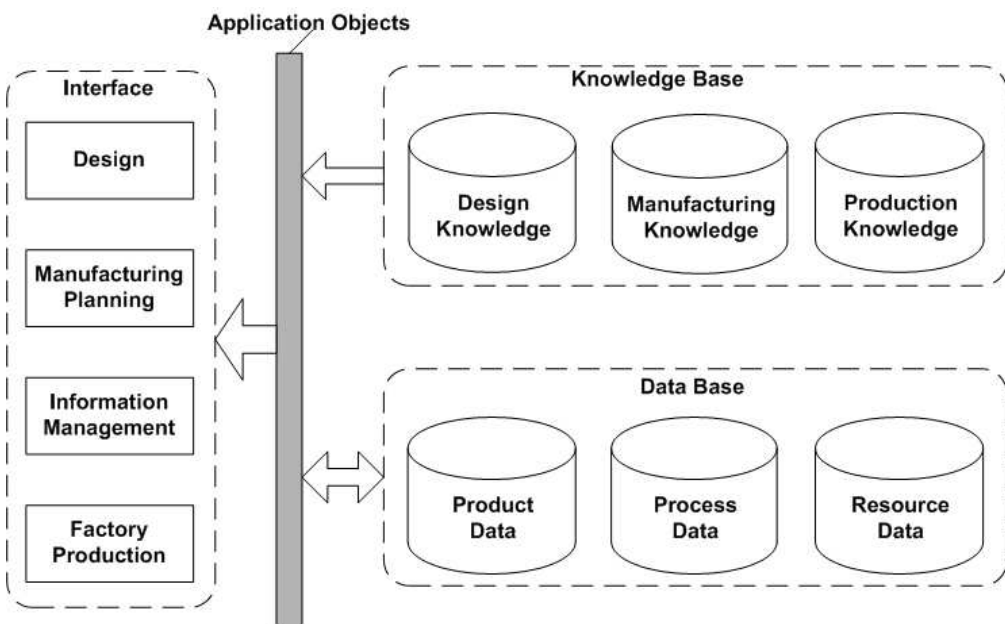 Application Objects
Interface
Design
Manufacturing
Planning
Information
Management
Factory
Production
Knowledge Base
Design
Knowledge
Manufacturing
Knowledge
Production
Knowledge
Data Base
Product
Data
Process
Data
Resource
Data